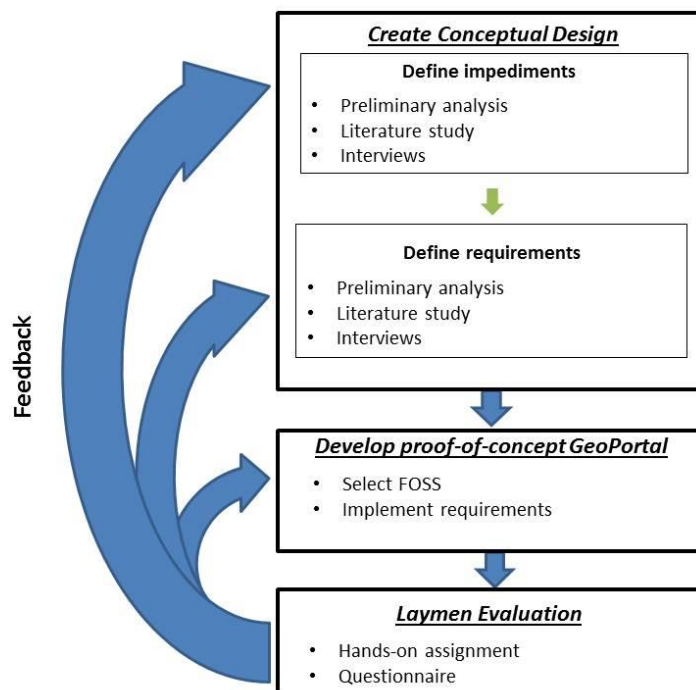 Create Conceptual Design
Define impediments
• Preliminary analysis
• Literature study
• Interviews
Define requirements
• Preliminary analysis
• Literature study
• Interviews
Feedback
Develop proof-of-concept GeoPortal
• Select FOSS
• Implement requirements
Laymen Evaluation
• Hands-on assignment
• Questionnaire